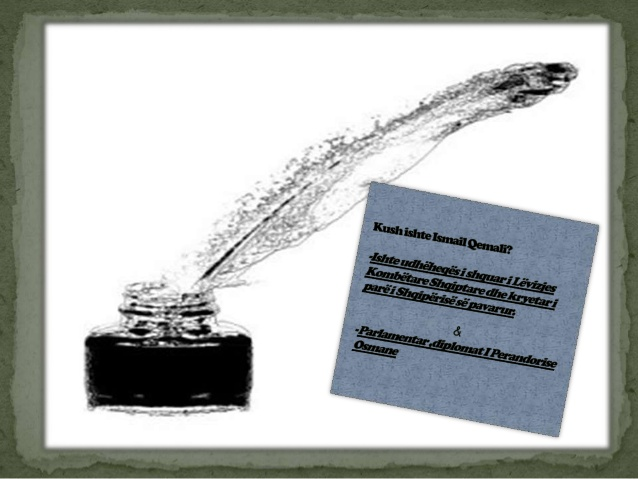 Kush ishte Ismail Qemali?
-Ishte udhëheqës i shquar i Lëvizjes
Kombëtare Shqiptare dhe kryetar i
parë i Shqipërisë së pavarur.
&
-Parlamentar ,diplomat I Perandorise
Osmane